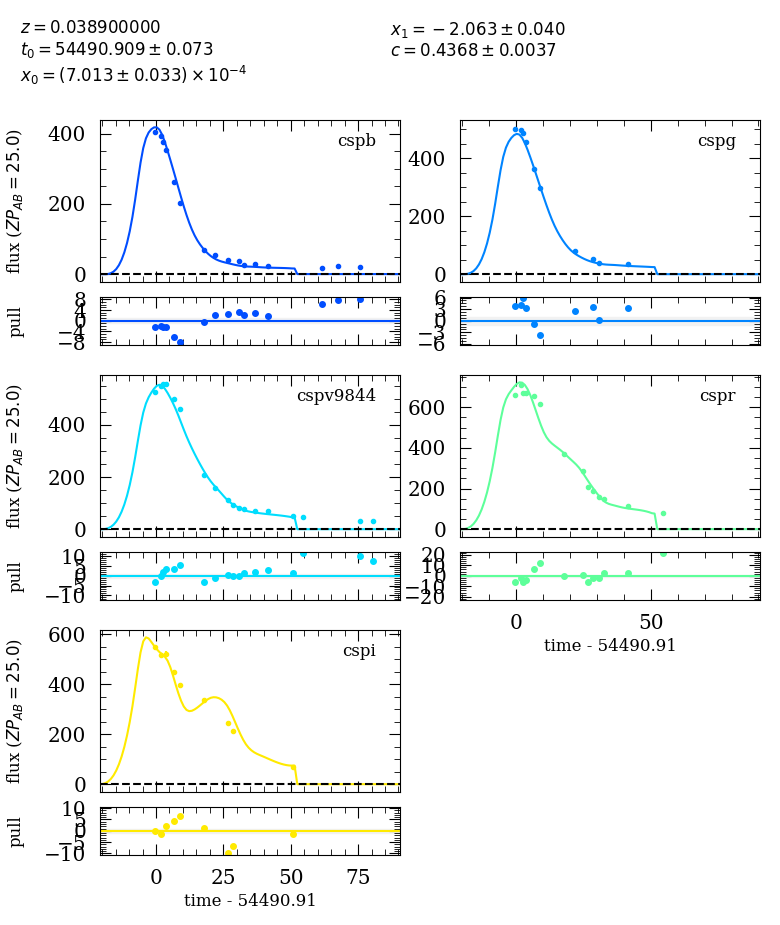 z = 0.038900000
t₀ = 54490.909 ± 0.073
x₀ = (7.013 ± 0.033) × 10⁻⁴
x₁ = −2.063 ± 0.040
c = 0.4368 ± 0.0037
flux (ZP_AB = 25.0)
400
200
0
cspb
400
200
0
cspg
pull
8
4
0
−4
−8
6
3
0
−3
−6
flux (ZP_AB = 25.0)
400
200
0
cspv9844
600
400
200
0
cspr
pull
10
5
0
−5
−10
20
10
0
−10
−20
0
50
time - 54490.91
flux (ZP_AB = 25.0)
600
400
200
0
cspi
pull
10
5
0
−5
−10
0
25
50
75
time - 54490.91